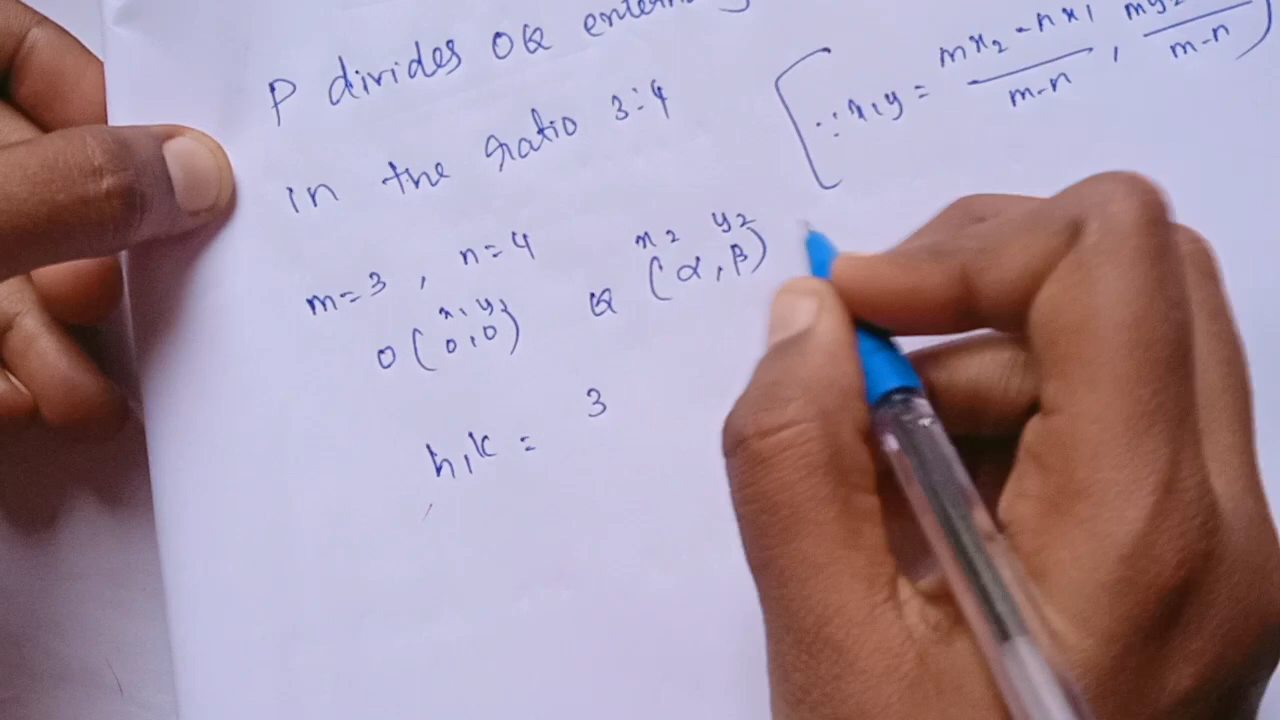 P divides OQ
in the ratio 3:4
[∵ x,y = mx₂-nx₁/m-n , my₂/m-n)
m=3 , n=4
x₁ y₁ x₂ y₂
O(0,0) Q (α,β)
h,k = 3